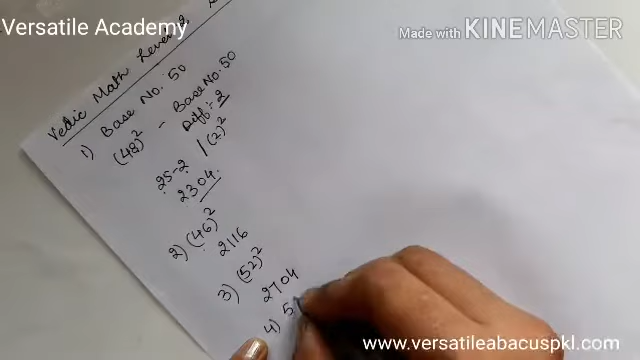 Versatile Academy
Made with KINEMASTER
Vedic Math Level 2
1) Base No. 50
(48)² - Base No. 50
Diff: 2
25-2 / (2)²
2304.
2) (46)²
2116
3) (52)²
2704
4) 5
www.versatileabacuspkl.com